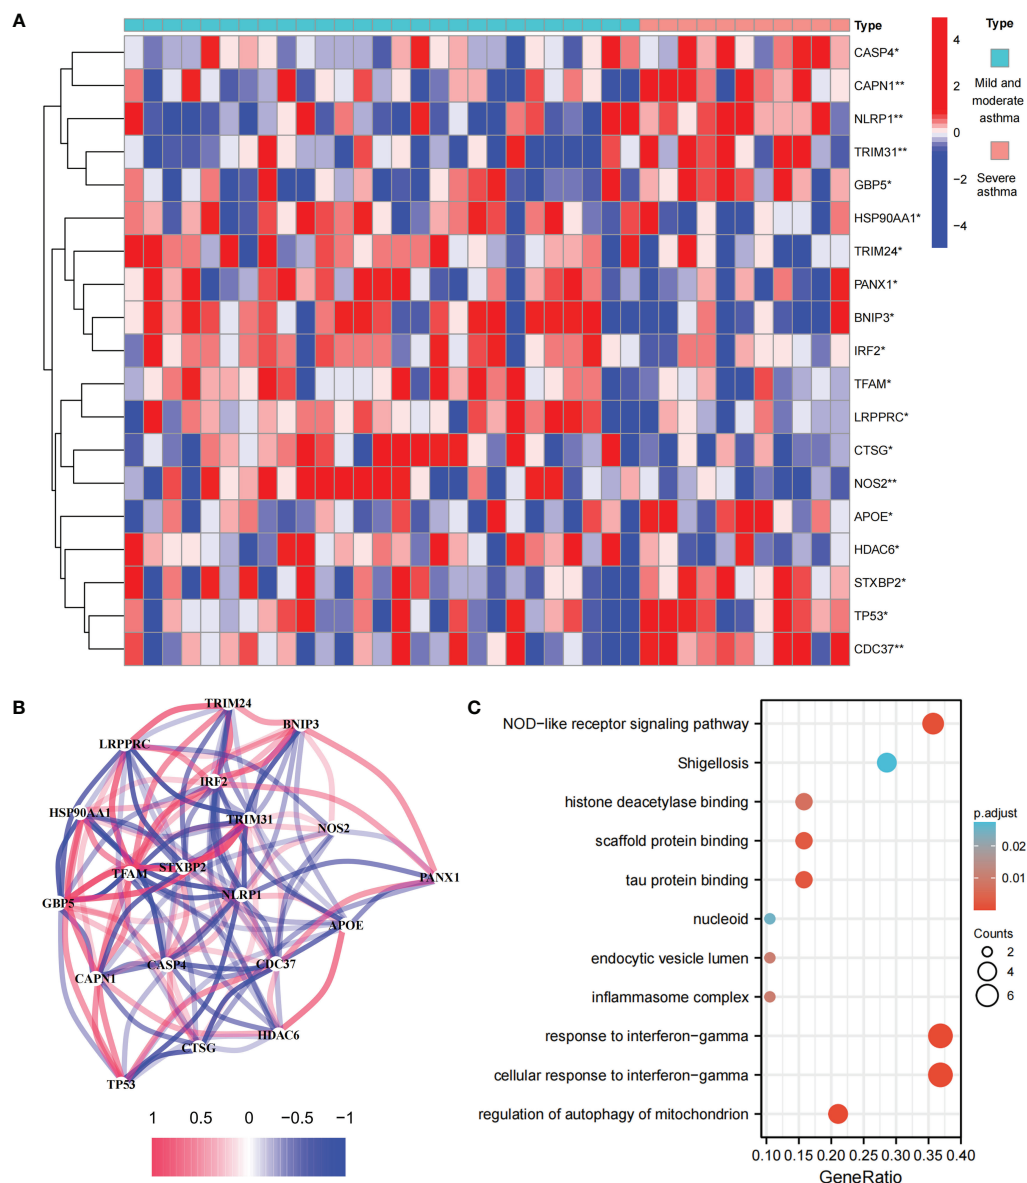 A
Type
CASP4*
CAPN1**
NLRP1**
TRIM31**
GBP5*
HSP90AA1*
TRIM24*
PANX1*
BNIP3*
IRF2*
TFAM*
LRPPRC*
CTSG*
NOS2**
APOE*
HDAC6*
STXBP2*
TP53*
CDC37**
4
2
0
−2
−4
Type
Mild and
moderate
asthma
Severe
asthma
B
TRIM24
BNIP3
LRPPRC
IRF2
HSP90AA1
TRIM31
NOS2
STXBP2
TFAM
PANX1
NLRP1
GBP5
APOE
CASP4
CDC37
CAPN1
HDAC6
CTSG
TP53
1 0.5 0 −0.5 −1
C
NOD−like receptor signaling pathway
Shigellosis
histone deacetylase binding
scaffold protein binding
tau protein binding
nucleoid
endocytic vesicle lumen
inflammasome complex
response to interferon−gamma
cellular response to interferon−gamma
regulation of autophagy of mitochondrion
0.10 0.15 0.20 0.25 0.30 0.35 0.40
GeneRatio
p.adjust
0.02
0.01
Counts
2
4
6